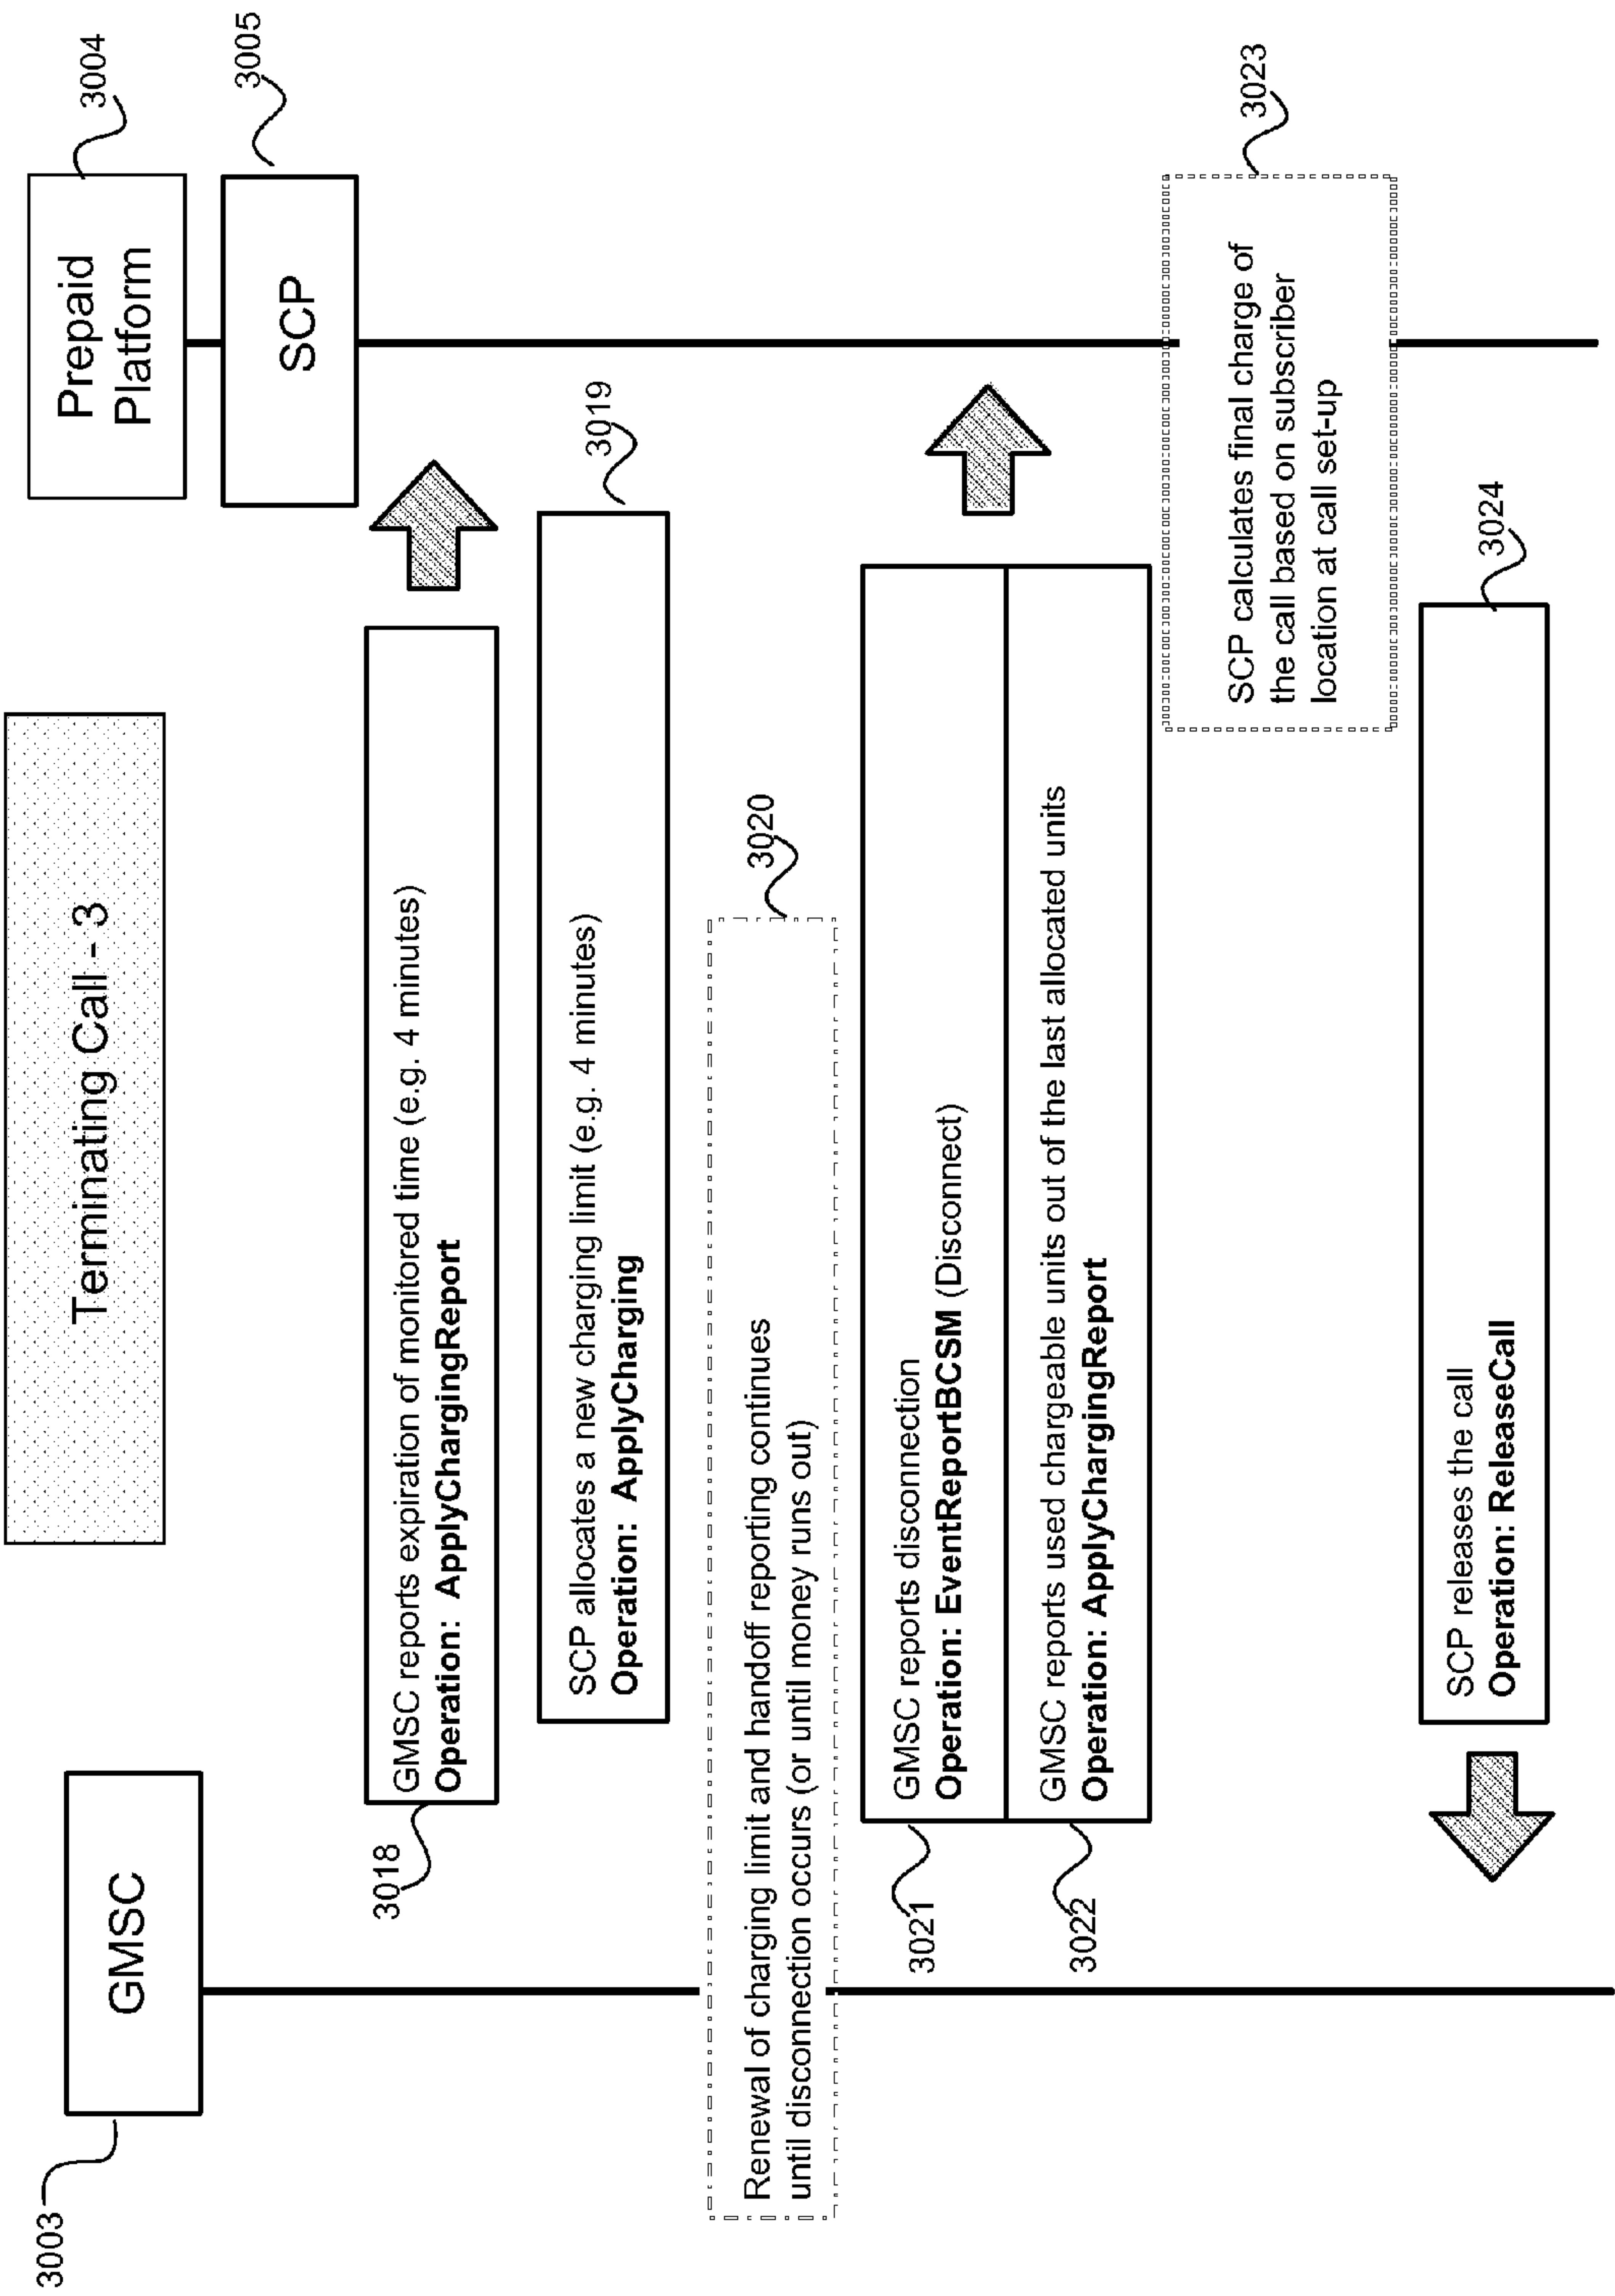 Terminating Call - 3
3003
GMSC
Prepaid
Platform
3004
SCP
3005
3018
GMSC reports expiration of monitored time (e.g. 4 minutes)
Operation: ApplyChargingReport
SCP allocates a new charging limit (e.g. 4 minutes)
Operation: ApplyCharging
3019
Renewal of charging limit and handoff reporting continues
until disconnection occurs (or until money runs out)
3020
3021
GMSC reports disconnection
Operation: EventReportBCSM (Disconnect)
3022
GMSC reports used chargeable units out of the last allocated units
Operation: ApplyChargingReport
SCP calculates final charge of
the call based on subscriber
location at call set-up
3023
SCP releases the call
Operation: ReleaseCall
3024